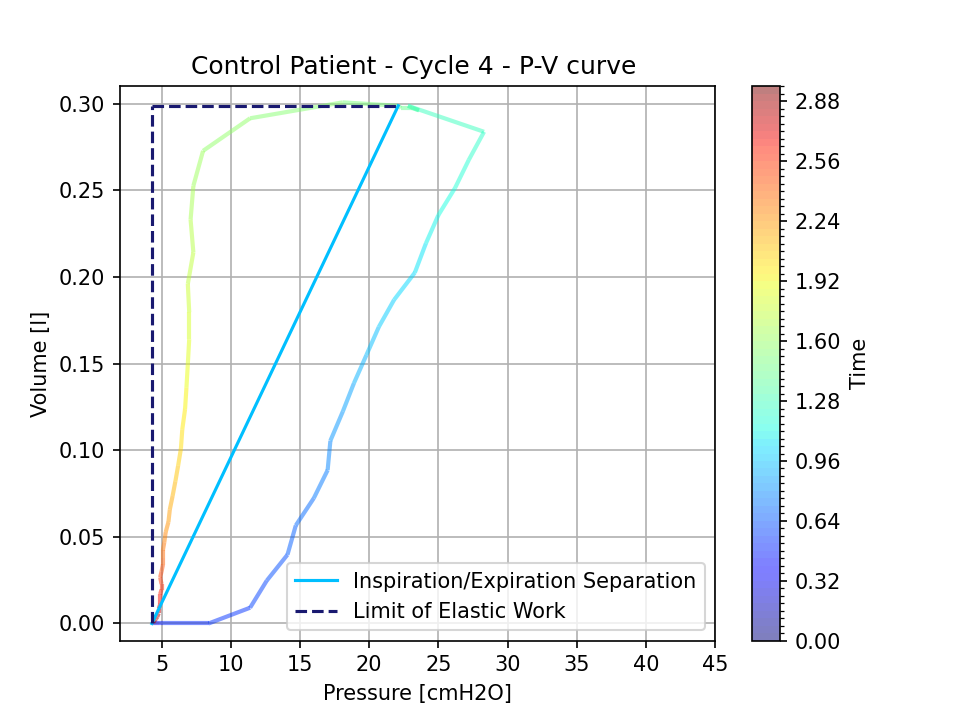 Control Patient - Cycle 4 - P-V curve
0.30
0.25
0.20
0.15
0.10
0.05
0.00
Volume [l]
5 10 15 20 25 30 35 40 45
Pressure [cmH2O]
Inspiration/Expiration Separation
Limit of Elastic Work
2.88
2.56
2.24
1.92
1.60
1.28
0.96
0.64
0.32
0.00
Time